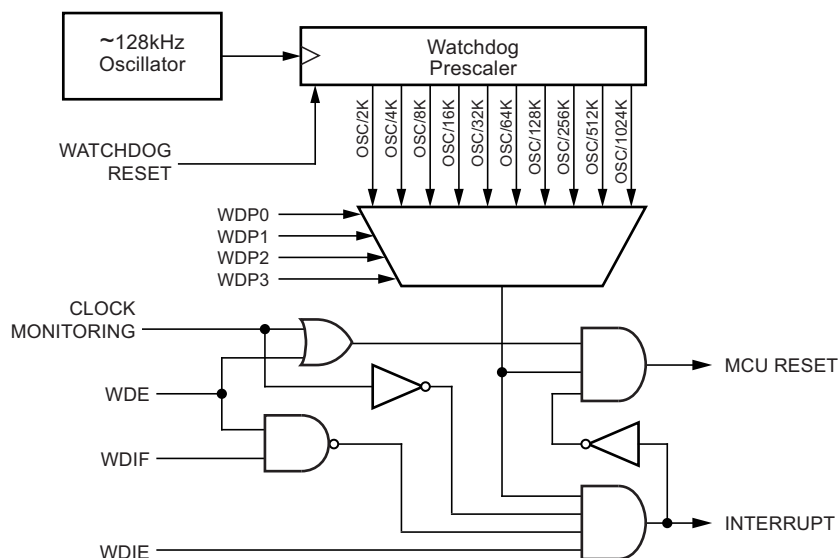 ~128kHz
Oscillator
Watchdog
Prescaler
OSC/2K
OSC/4K
OSC/8K
OSC/16K
OSC/32K
OSC/64K
OSC/128K
OSC/256K
OSC/512K
OSC/1024K
WATCHDOG
RESET
WDP0
WDP1
WDP2
WDP3
CLOCK
MONITORING
MCU RESET
WDE
WDIF
INTERRUPT
WDIE